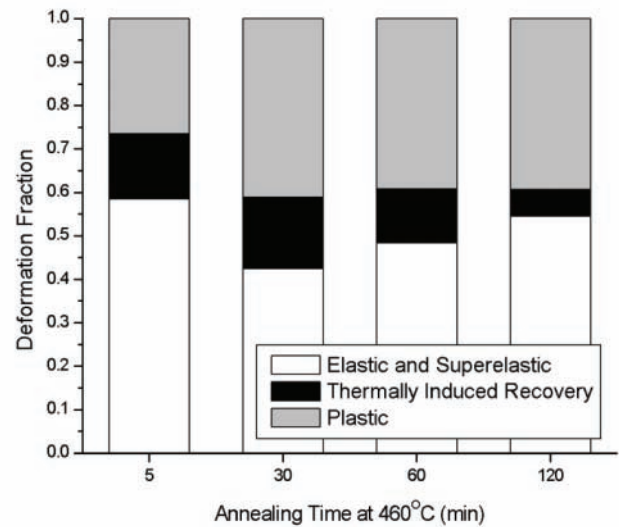 1.0
0.9
0.8
0.7
0.6
0.5
0.4
0.3
0.2
0.1
0.0
Deformation Fraction
Elastic and Superelastic
Thermally Induced Recovery
Plastic
5 30 60 120
Annealing Time at 460°C (min)